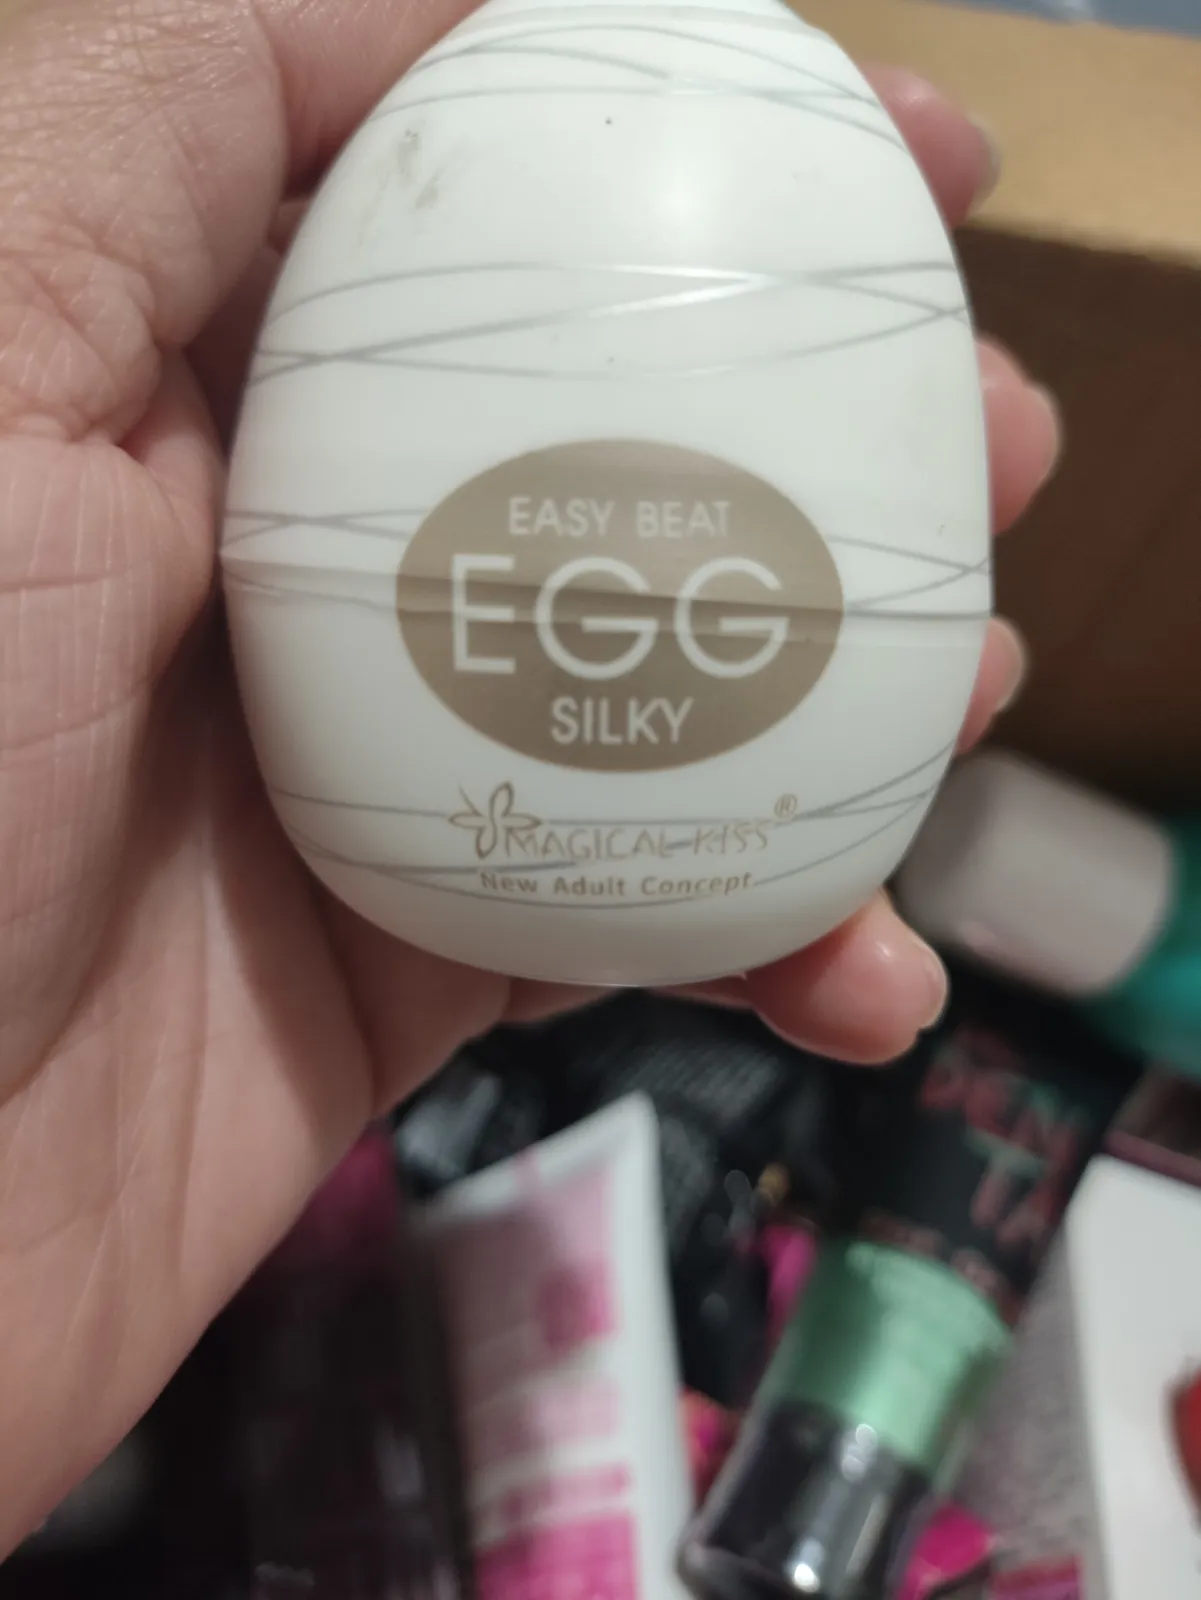 EASY BEAT
EGG
SILKY
MAGICAL KISS®
New Adult Concept